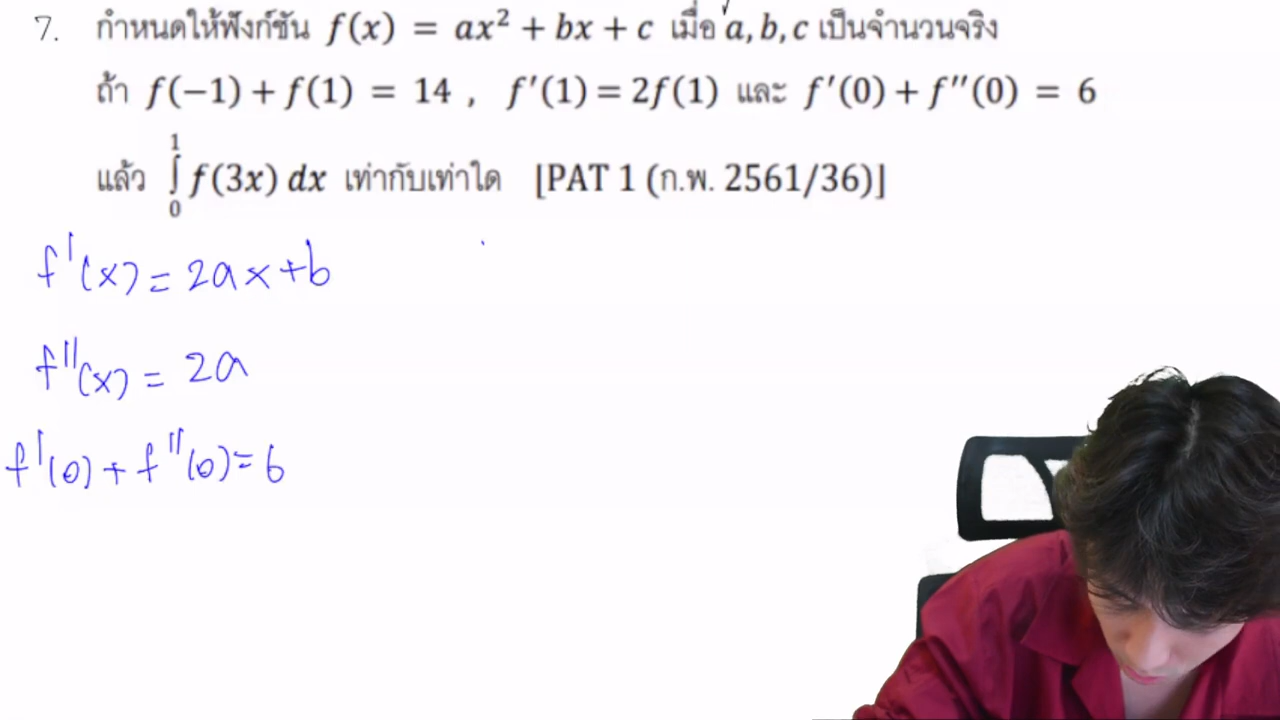 7. กำหนดให้ฟังก์ชัน f(x) = ax² + bx + c เมื่อ a, b, c เป็นจำนวนจริง
ถ้า f(−1) + f(1) = 14 , f′(1) = 2f(1) และ f′(0) + f″(0) = 6
แล้ว ∫₀¹ f(3x) dx เท่ากับเท่าใด [PAT 1 (ก.พ. 2561/36)]
f′(x) = 2ax+b
f″(x) = 2a
f′(0) + f″(0) = 6